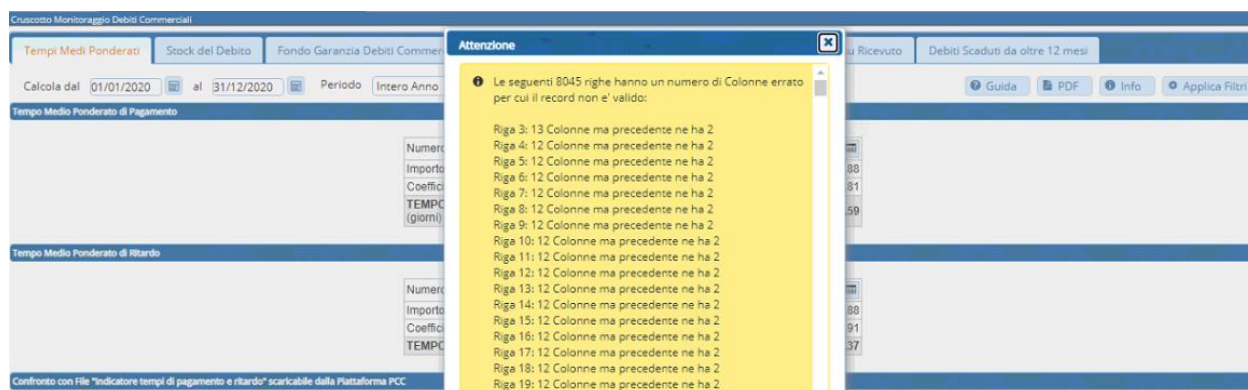 Cruscotto Monitoraggio Debiti Commerciali
Tempi Medi Ponderati
Stock del Debito
Fondo Garanzia Debiti Commer
Attenzione
Ricevuto
Debiti Scaduti da oltre 12 mesi
Calcola dal 01/01/2020 al 31/12/2020 Periodo Intero Anno
Guida PDF Info Applica Filtri
Le seguenti 8045 righe hanno un numero di Colonne errato
per cui il record non e' valido:
Riga 3: 13 Colonne ma precedente ne ha 2
Riga 4: 12 Colonne ma precedente ne ha 2
Riga 5: 12 Colonne ma precedente ne ha 2
Riga 6: 12 Colonne ma precedente ne ha 2
Riga 7: 12 Colonne ma precedente ne ha 2
Riga 8: 12 Colonne ma precedente ne ha 2
Riga 9: 12 Colonne ma precedente ne ha 2
Riga 10: 12 Colonne ma precedente ne ha 2
Riga 11: 12 Colonne ma precedente ne ha 2
Riga 12: 12 Colonne ma precedente ne ha 2
Riga 13: 12 Colonne ma precedente ne ha 2
Riga 14: 12 Colonne ma precedente ne ha 2
Riga 15: 12 Colonne ma precedente ne ha 2
Riga 16: 12 Colonne ma precedente ne ha 2
Riga 17: 12 Colonne ma precedente ne ha 2
Riga 18: 12 Colonne ma precedente ne ha 2
Riga 19: 12 Colonne ma precedente ne ha 2
Tempo Medio Ponderato di Pagamento
Numero
Importo 88
Coeffici 81
TEMPO 59
(giorni)
Tempo Medio Ponderato di Ritardo
Numero
Importo 88
Coeffici 91
TEMPO 37
Confronto con File "Indicatore tempi di pagamento e ritardo" scaricabile dalla Piattaforma PCC